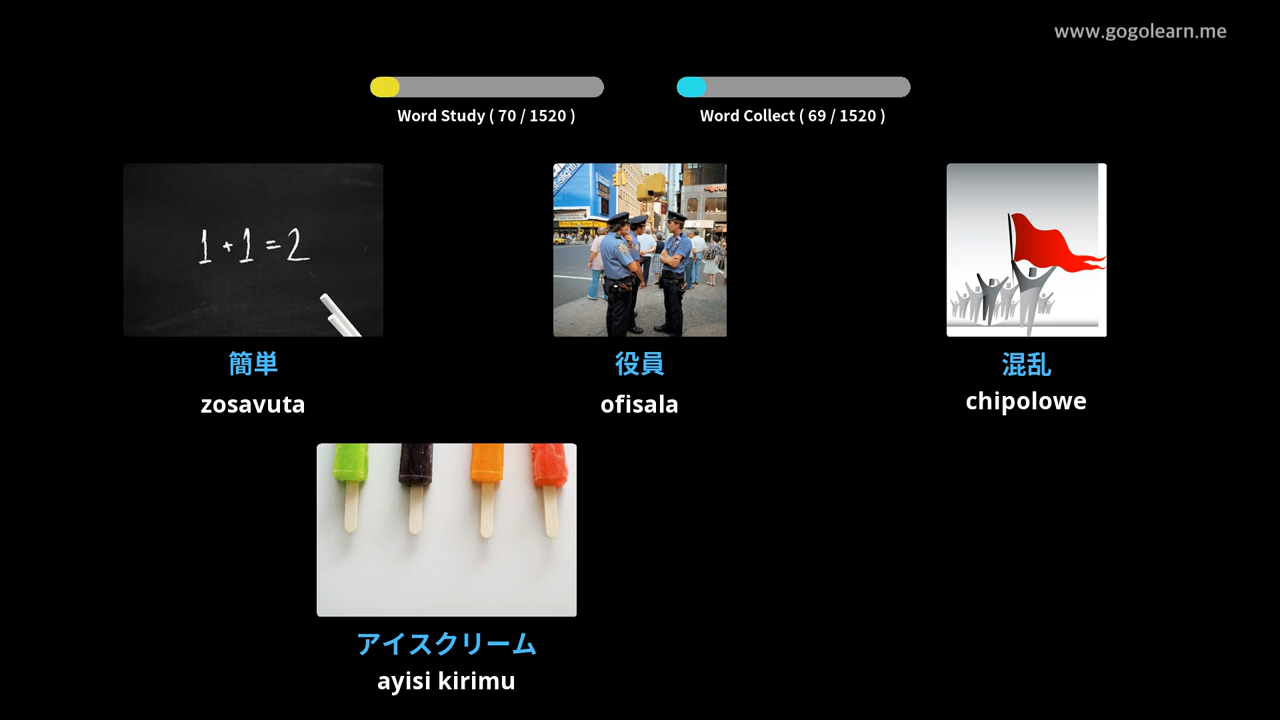 www.gogolearn.me
Word Study ( 70 / 1520 )
Word Collect ( 69 / 1520 )
1 + 1 = 2
簡単
zosavuta
役員
ofisala
混乱
chipolowe
アイスクリーム
ayisi kirimu